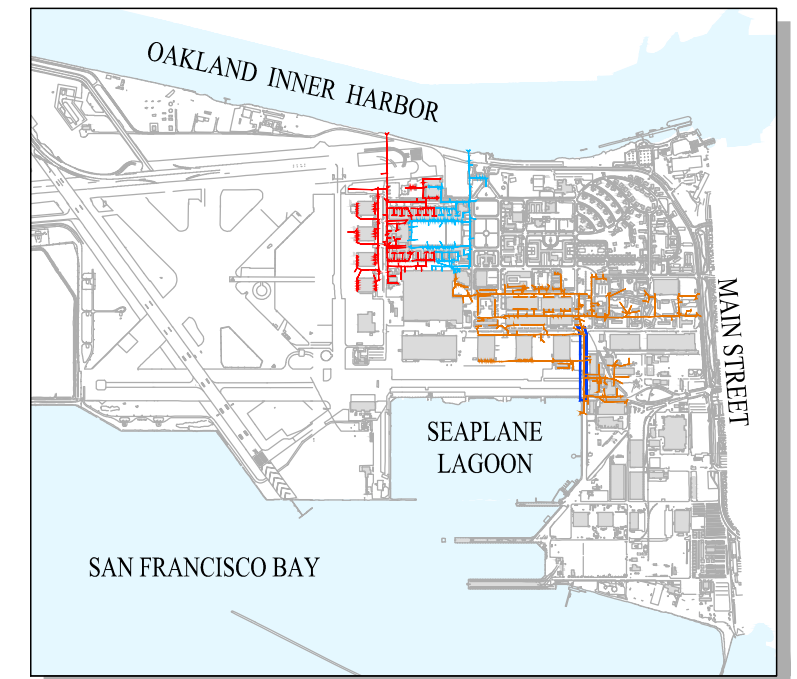 OAKLAND INNER HARBOR
MAIN STREET
SEAPLANE
LAGOON
SAN FRANCISCO BAY